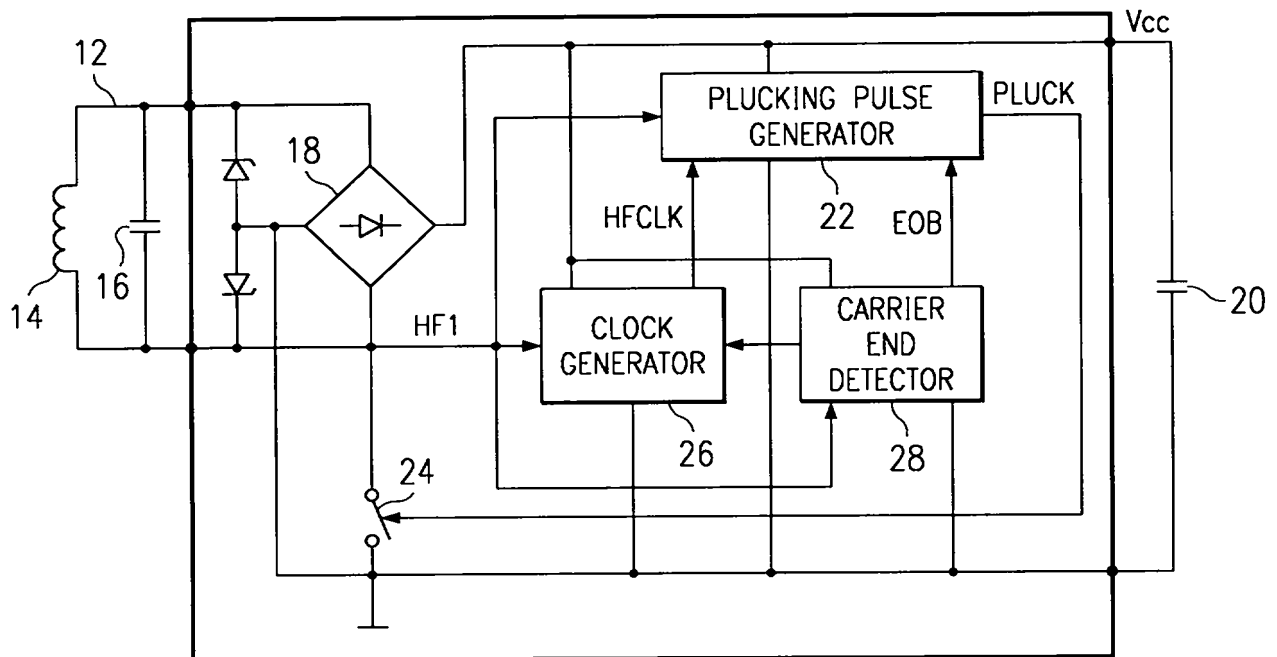 Vcc
12
PLUCKING PULSE
GENERATOR
PLUCK
18
22
HFCLK
EOB
14
16
20
HF1
CLOCK
GENERATOR
CARRIER
END
DETECTOR
26
28
24